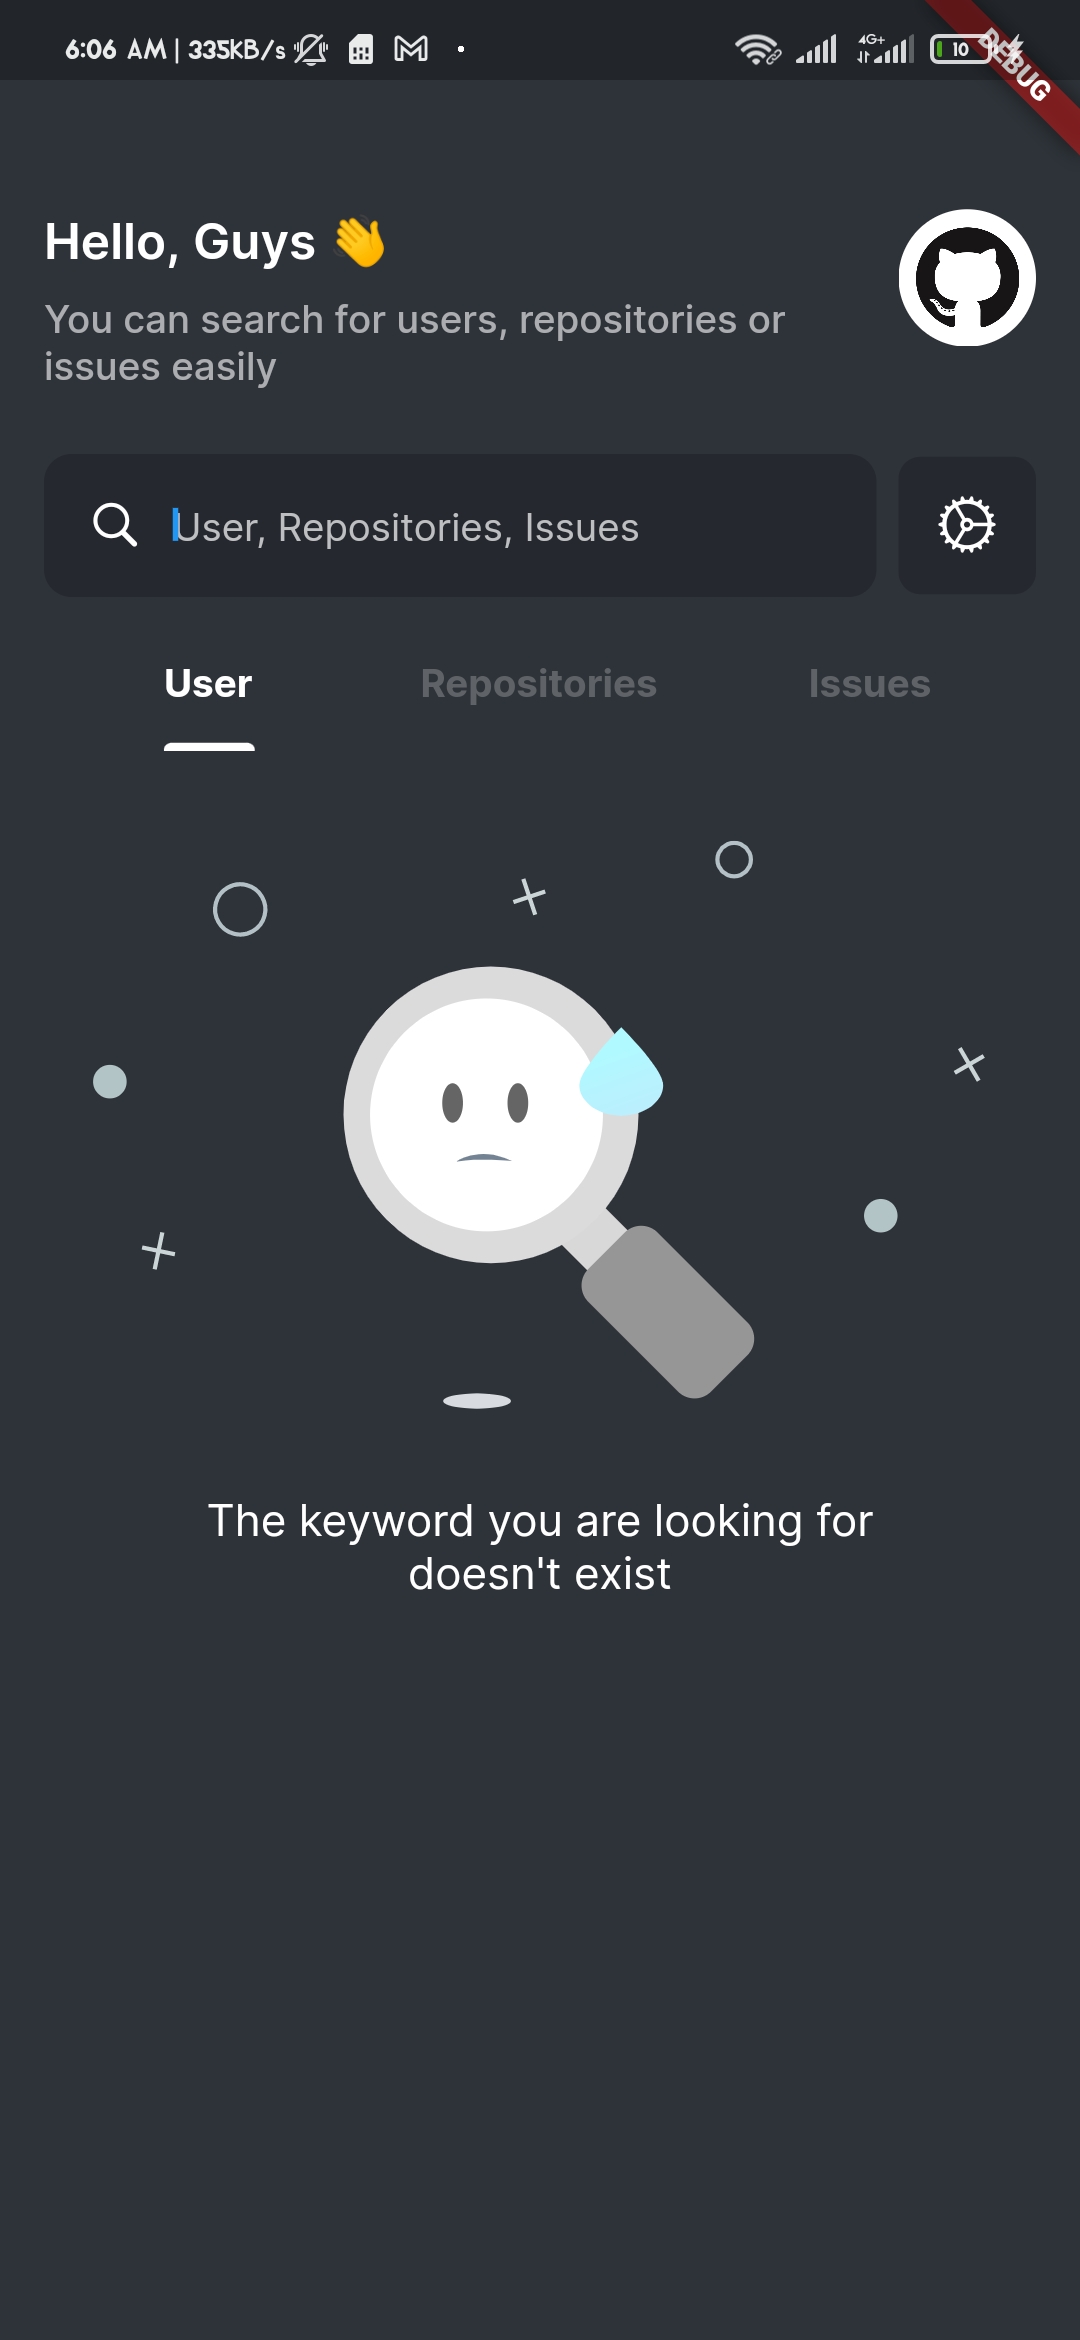 6:06 AM | 335KB/s
4G+
10
DEBUG
Hello, Guys 👋
You can search for users, repositories or
issues easily
User, Repositories, Issues
User
Repositories
Issues
The keyword you are looking for
doesn't exist